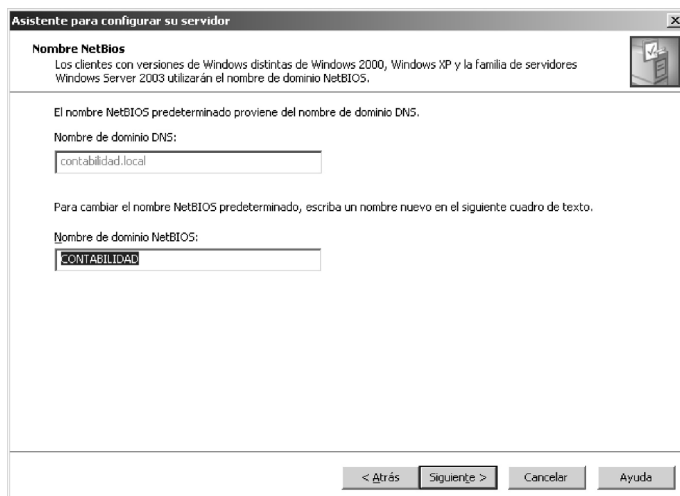 Asistente para configurar su servidor
Nombre NetBios
Los clientes con versiones de Windows distintas de Windows 2000, Windows XP y la familia de servidores
Windows Server 2003 utilizarán el nombre de dominio NetBIOS.
El nombre NetBIOS predeterminado proviene del nombre de dominio DNS.
Nombre de dominio DNS:
contabilidad.local
Para cambiar el nombre NetBIOS predeterminado, escriba un nombre nuevo en el siguiente cuadro de texto.
Nombre de dominio NetBIOS:
CONTABILIDAD
< Atrás Siguiente > Cancelar Ayuda